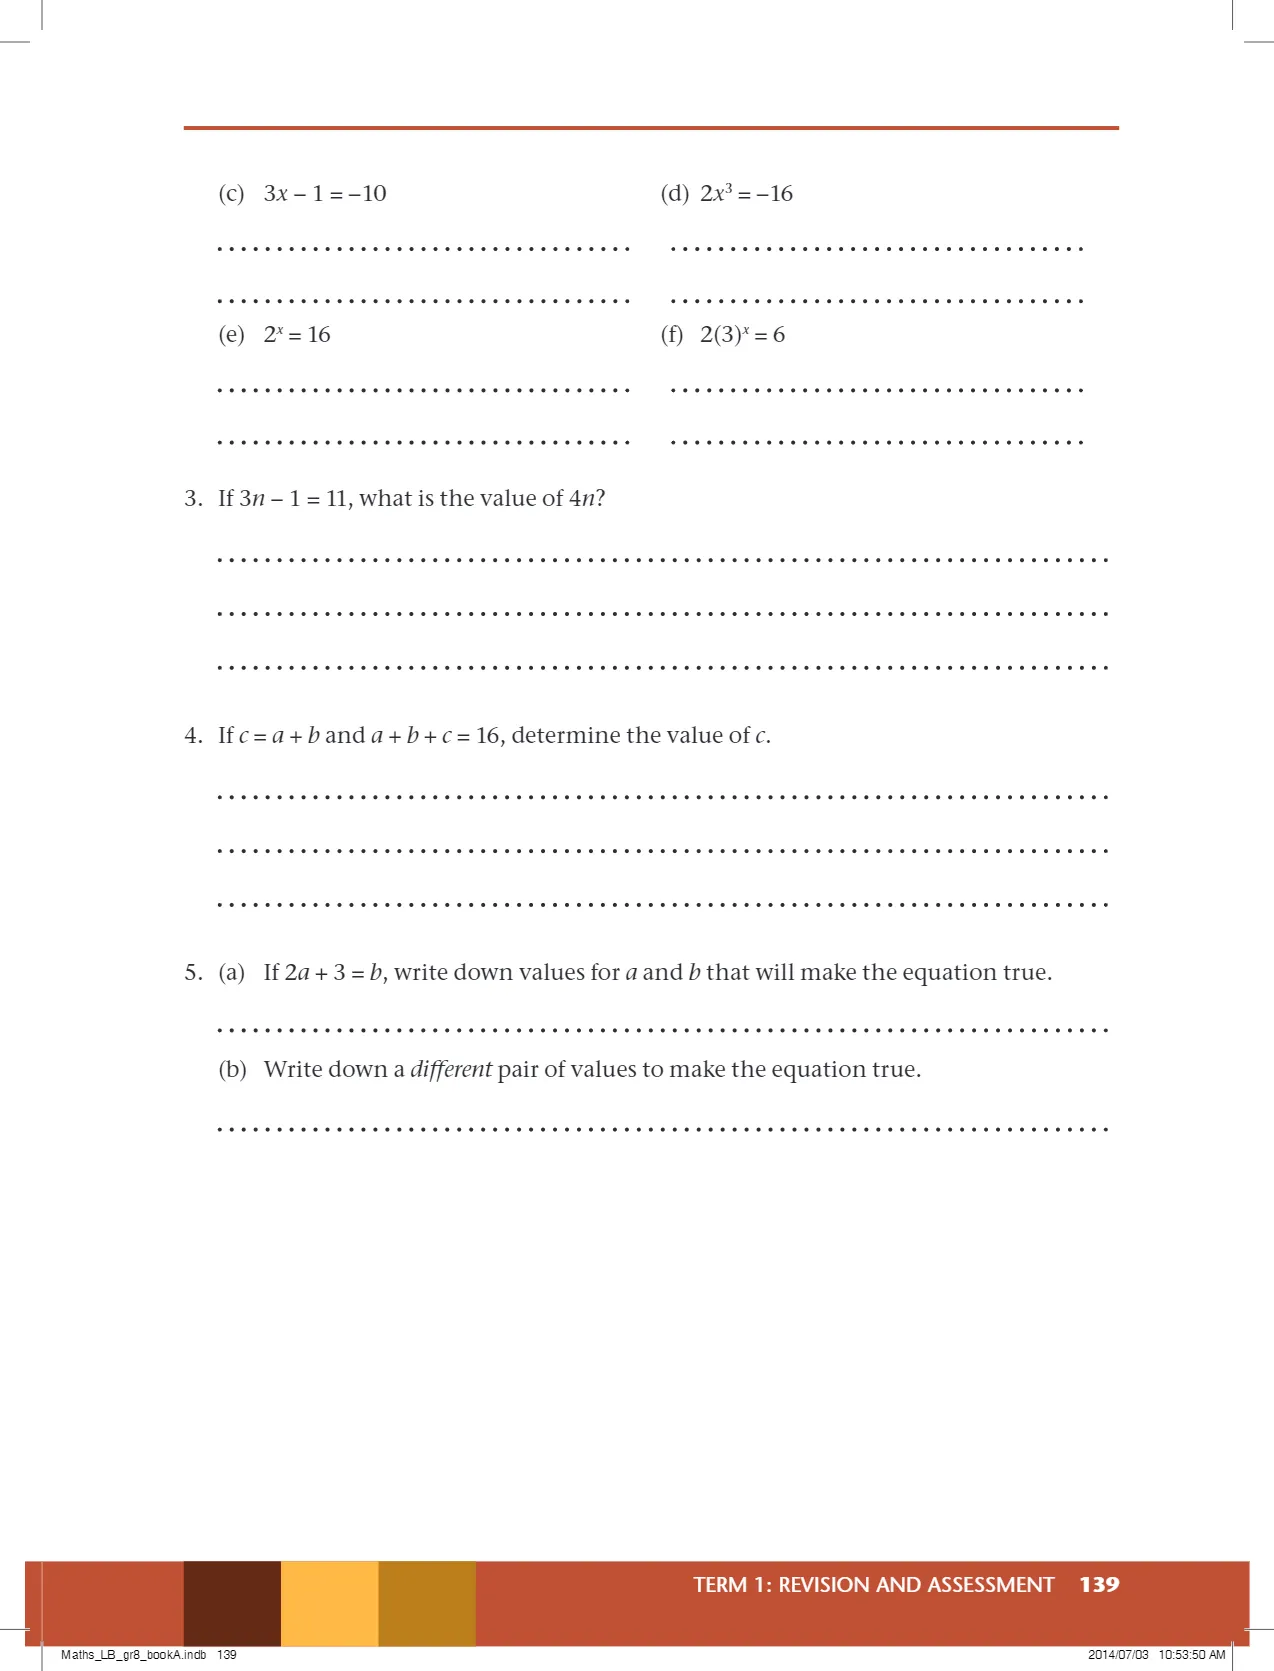 (c) 3x – 1 = –10 (d) 2x³ = –16
(e) 2ˣ = 16 (f) 2(3)ˣ = 6
3. If 3n – 1 = 11, what is the value of 4n?
4. If c = a + b and a + b + c = 16, determine the value of c.
5. (a) If 2a + 3 = b, write down values for a and b that will make the equation true.
(b) Write down a different pair of values to make the equation true.
TERM 1: REVISION AND ASSESSMENT 139
Maths_LB_gr8_bookA.indb 139 2014/07/03 10:53:50 AM